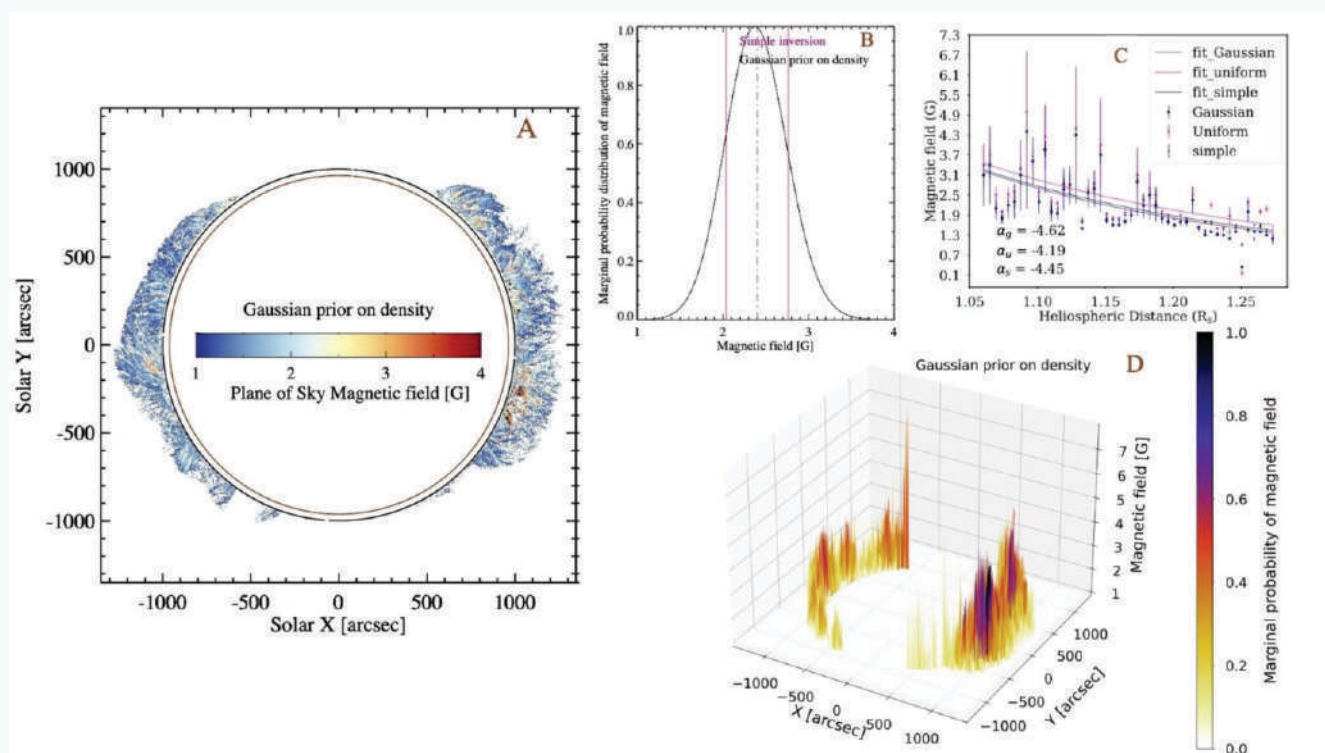 A
1000
500
0
-500
-1000
Solar Y [arcsec]
Gaussian prior on density
1 2 3 4
Plane of Sky Magnetic field [G]
-1000 -500 0 500 1000
Solar X [arcsec]
B
Simple inversion
Gaussian prior on density
1.0
0.8
0.6
0.4
0.2
0.0
Marginal probability distribution of magnetic field
1 2 3 4
Magnetic field [G]
C
7.3
6.7
6.1
5.5
4.9
4.3
3.7
3.1
2.5
1.9
1.3
0.7
0.1
Magnetic field (G)
fit_Gaussian
fit_uniform
fit_simple
Gaussian
Uniform
simple
αg = -4.62
αu = -4.19
αs = -4.45
1.05 1.10 1.15 1.20 1.25
Heliospheric Distance (Rs)
Gaussian prior on density
D
7
6
5
4
3
2
1
Magnetic field [G]
−1000
−500
0
500
1000
X [arcsec]
1000
500
0
−500
−1000
Y [arcsec]
1.0
0.8
0.6
0.4
0.2
0.0
Marginal probability of magnetic field